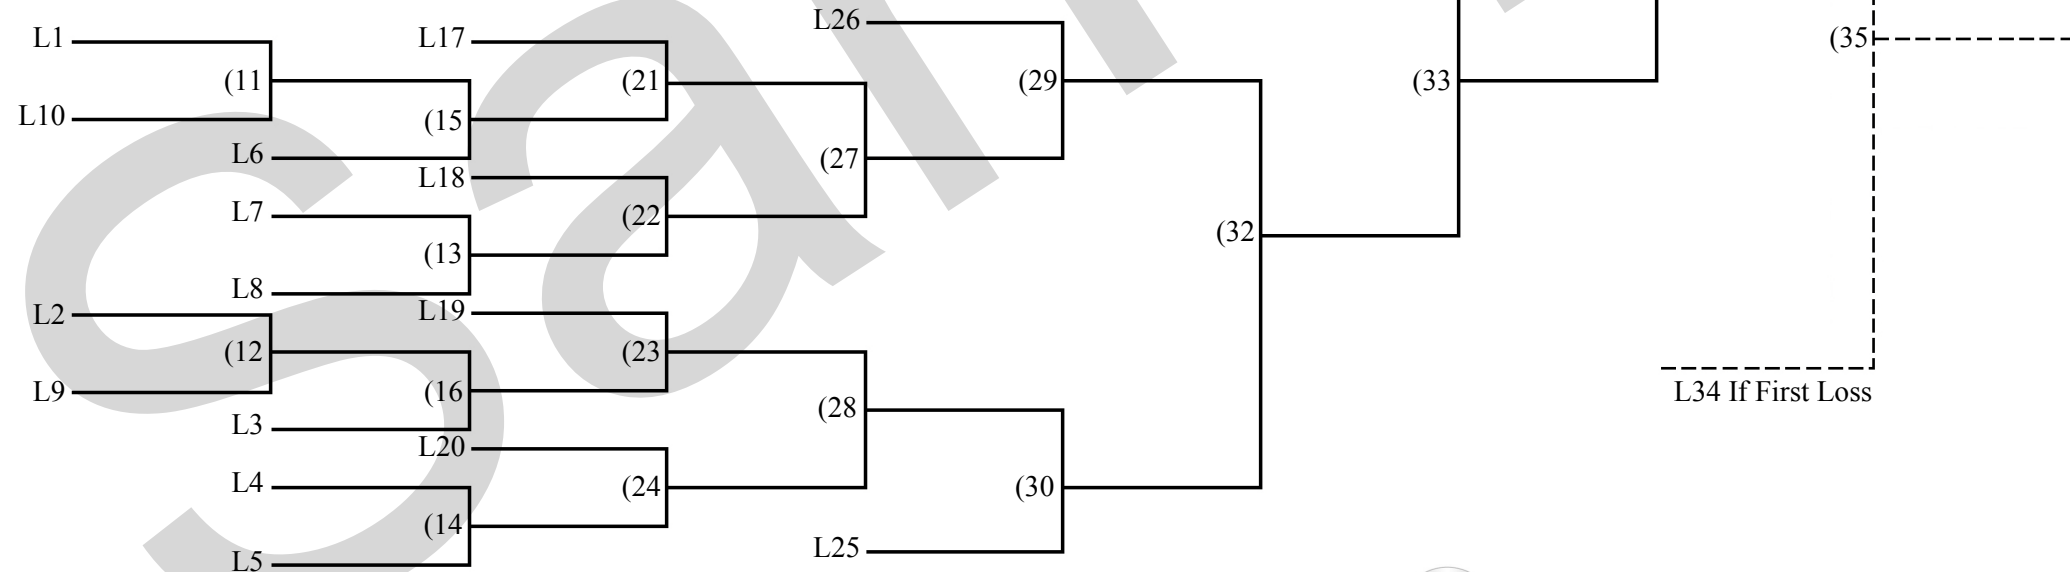 L26
L1
L17
(35
(11
(21
(29
(33
L10
(15
L6
(27
L18
L7
(22
(32
(13
L8
L19
L2
(12
(23
L9
(16
L34 If First Loss
(28
L3
L20
L4
(24
(30
(14
L25
L5